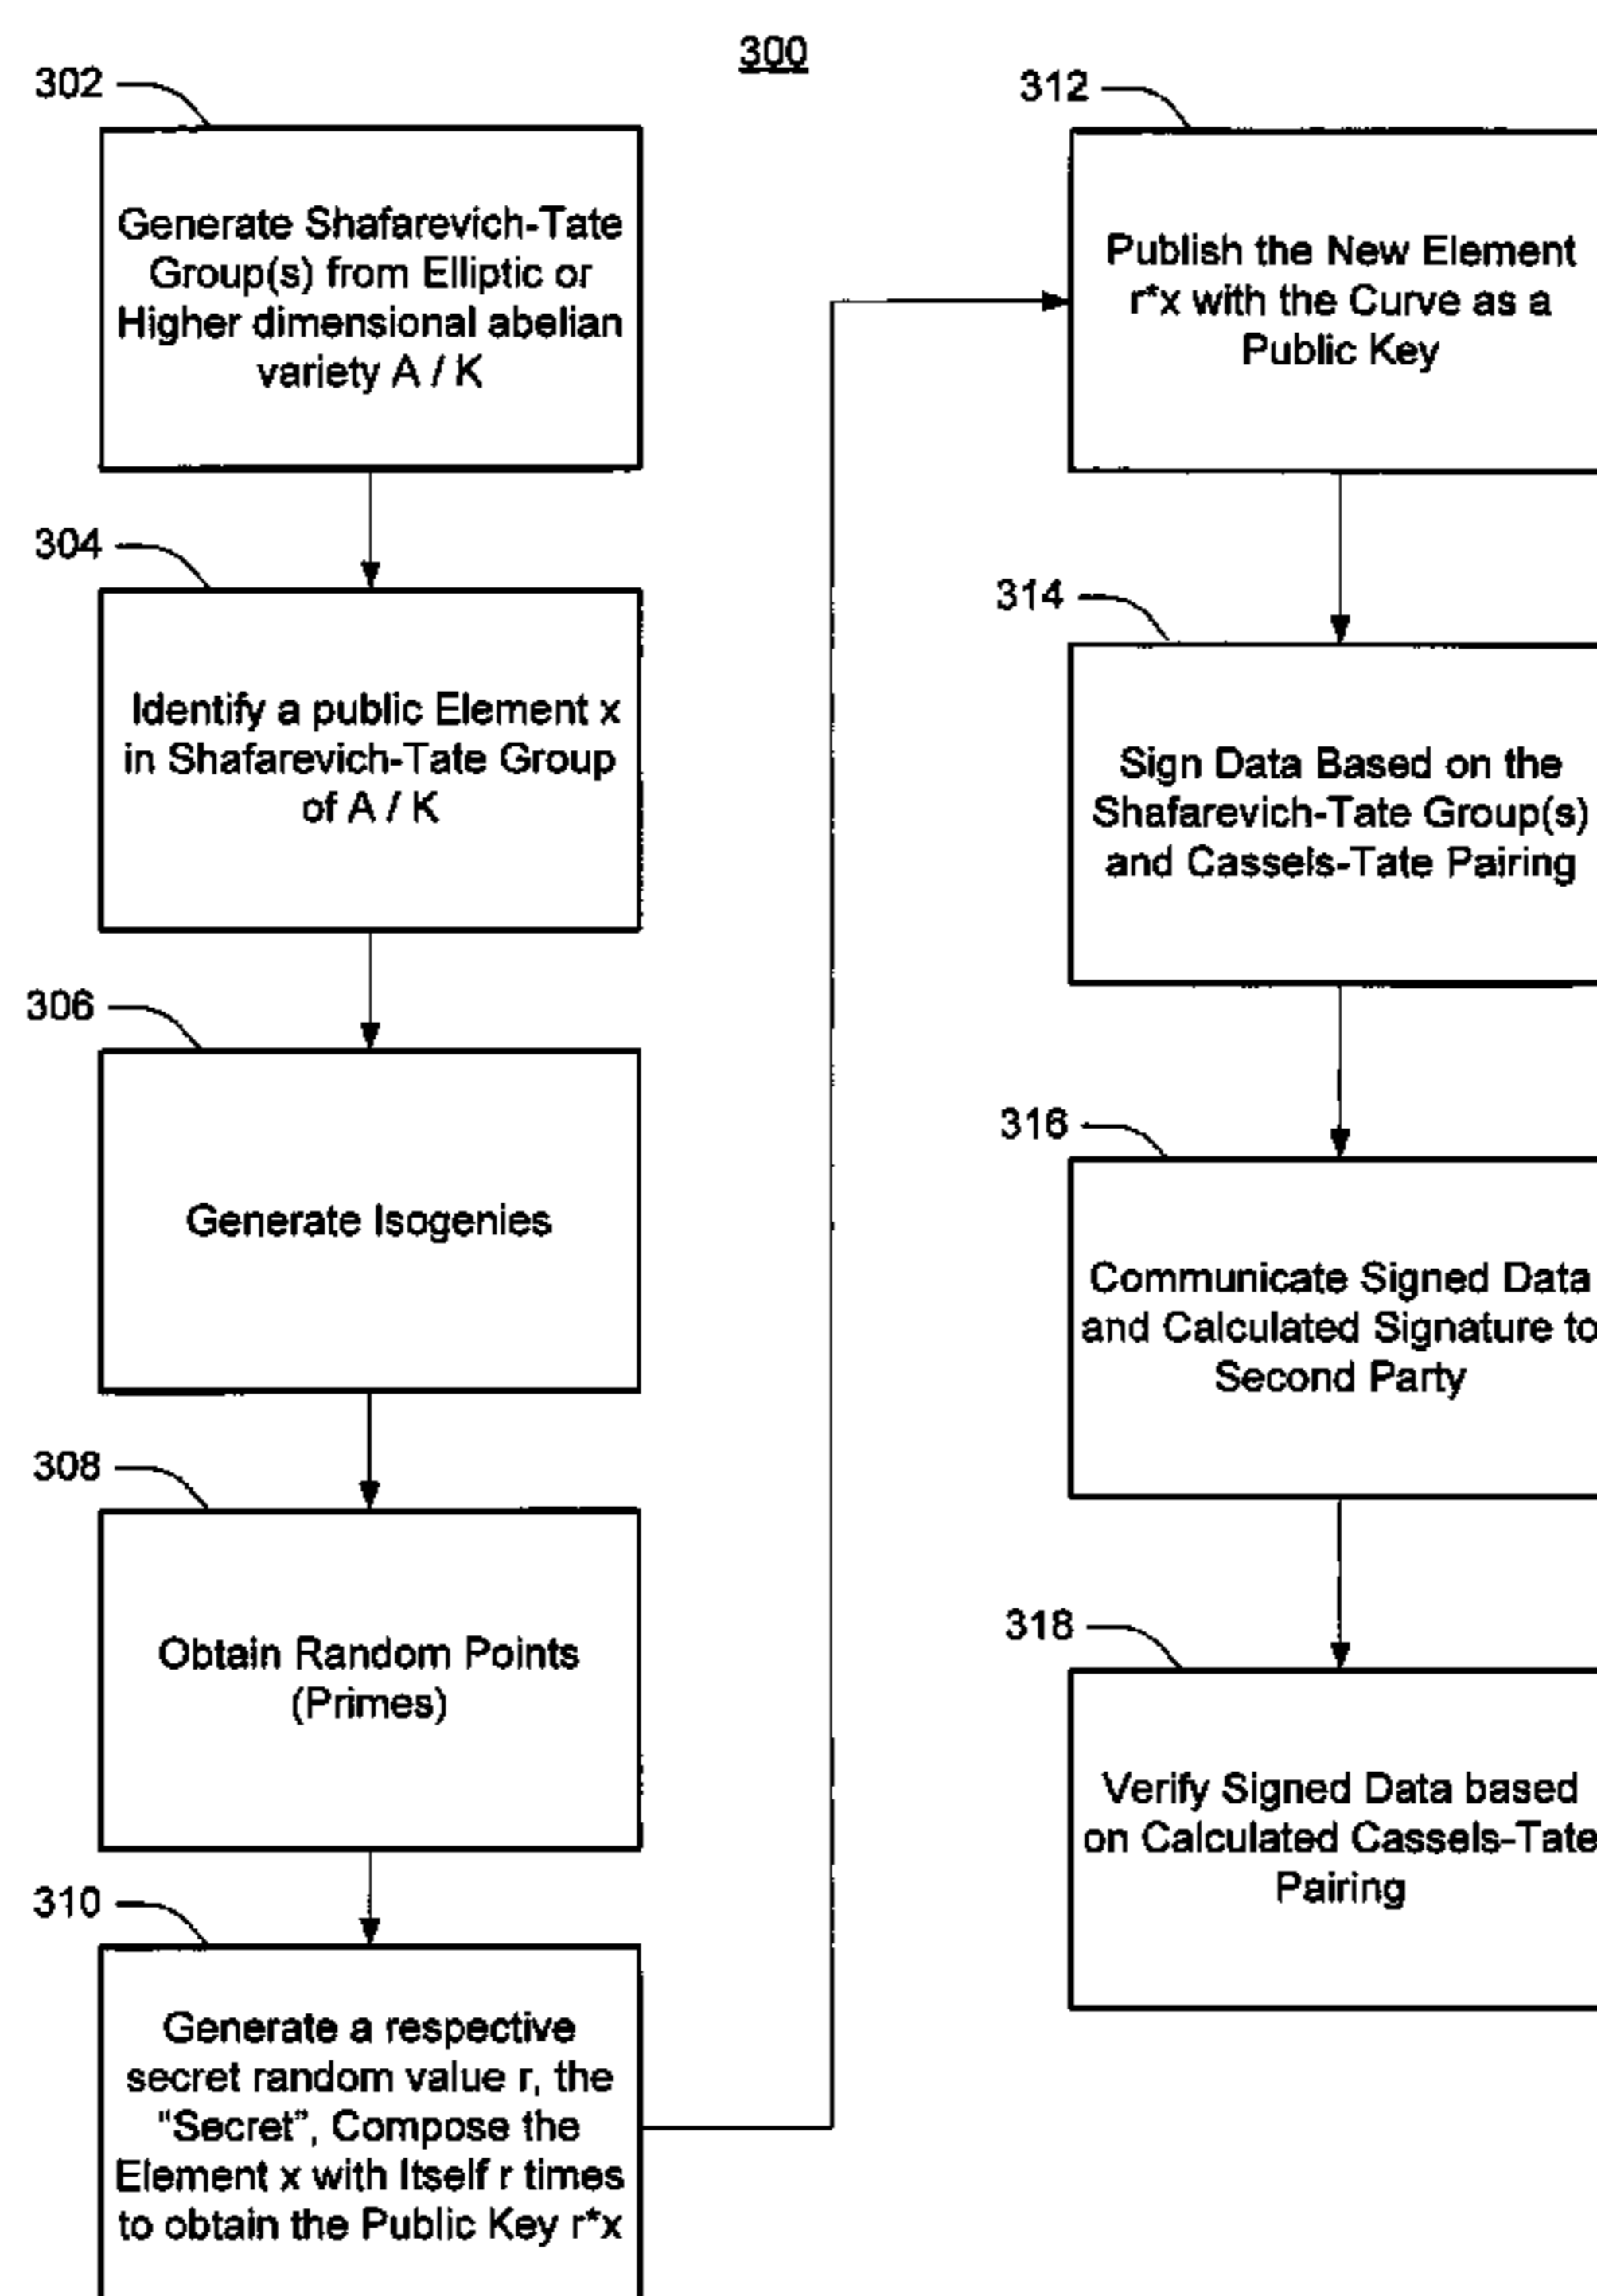 300
302
Generate Shafarevich-Tate
Group(s) from Elliptic or
Higher dimensional abelian
variety A / K
304
Identify a public Element x
in Shafarevich-Tate Group
of A / K
306
Generate Isogenies
308
Obtain Random Points
(Primes)
310
Generate a respective
secret random value r, the
"Secret", Compose the
Element x with Itself r times
to obtain the Public Key r*x
312
Publish the New Element
r*x with the Curve as a
Public Key
314
Sign Data Based on the
Shafarevich-Tate Group(s)
and Cassels-Tate Pairing
316
Communicate Signed Data
and Calculated Signature to
Second Party
318
Verify Signed Data based
on Calculated Cassels-Tate
Pairing